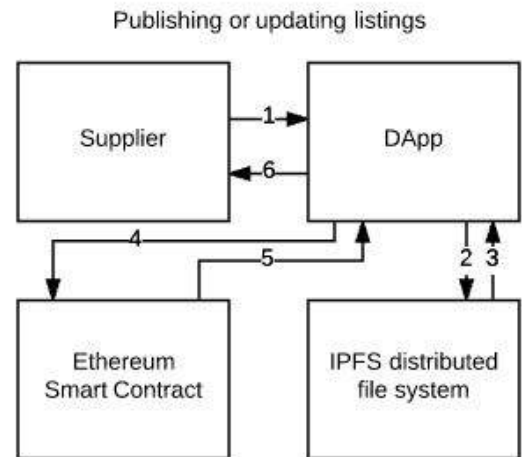 Publishing or updating listings
Supplier
1
DApp
6
4
5
2 3
Ethereum
Smart Contract
IPFS distributed
file system